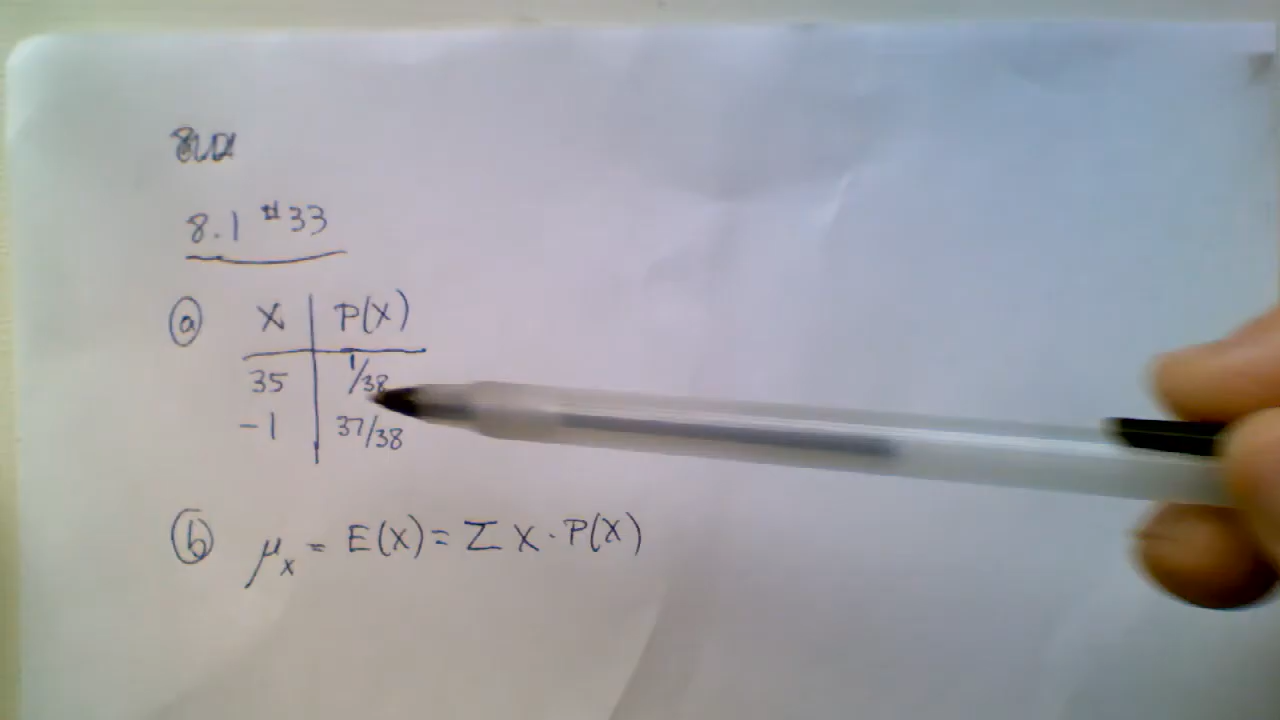 8.1 #33
ⓐ X P(X)
35 1/38
-1 37/38
ⓑ μₓ = E(X) = Σ X · P(X)